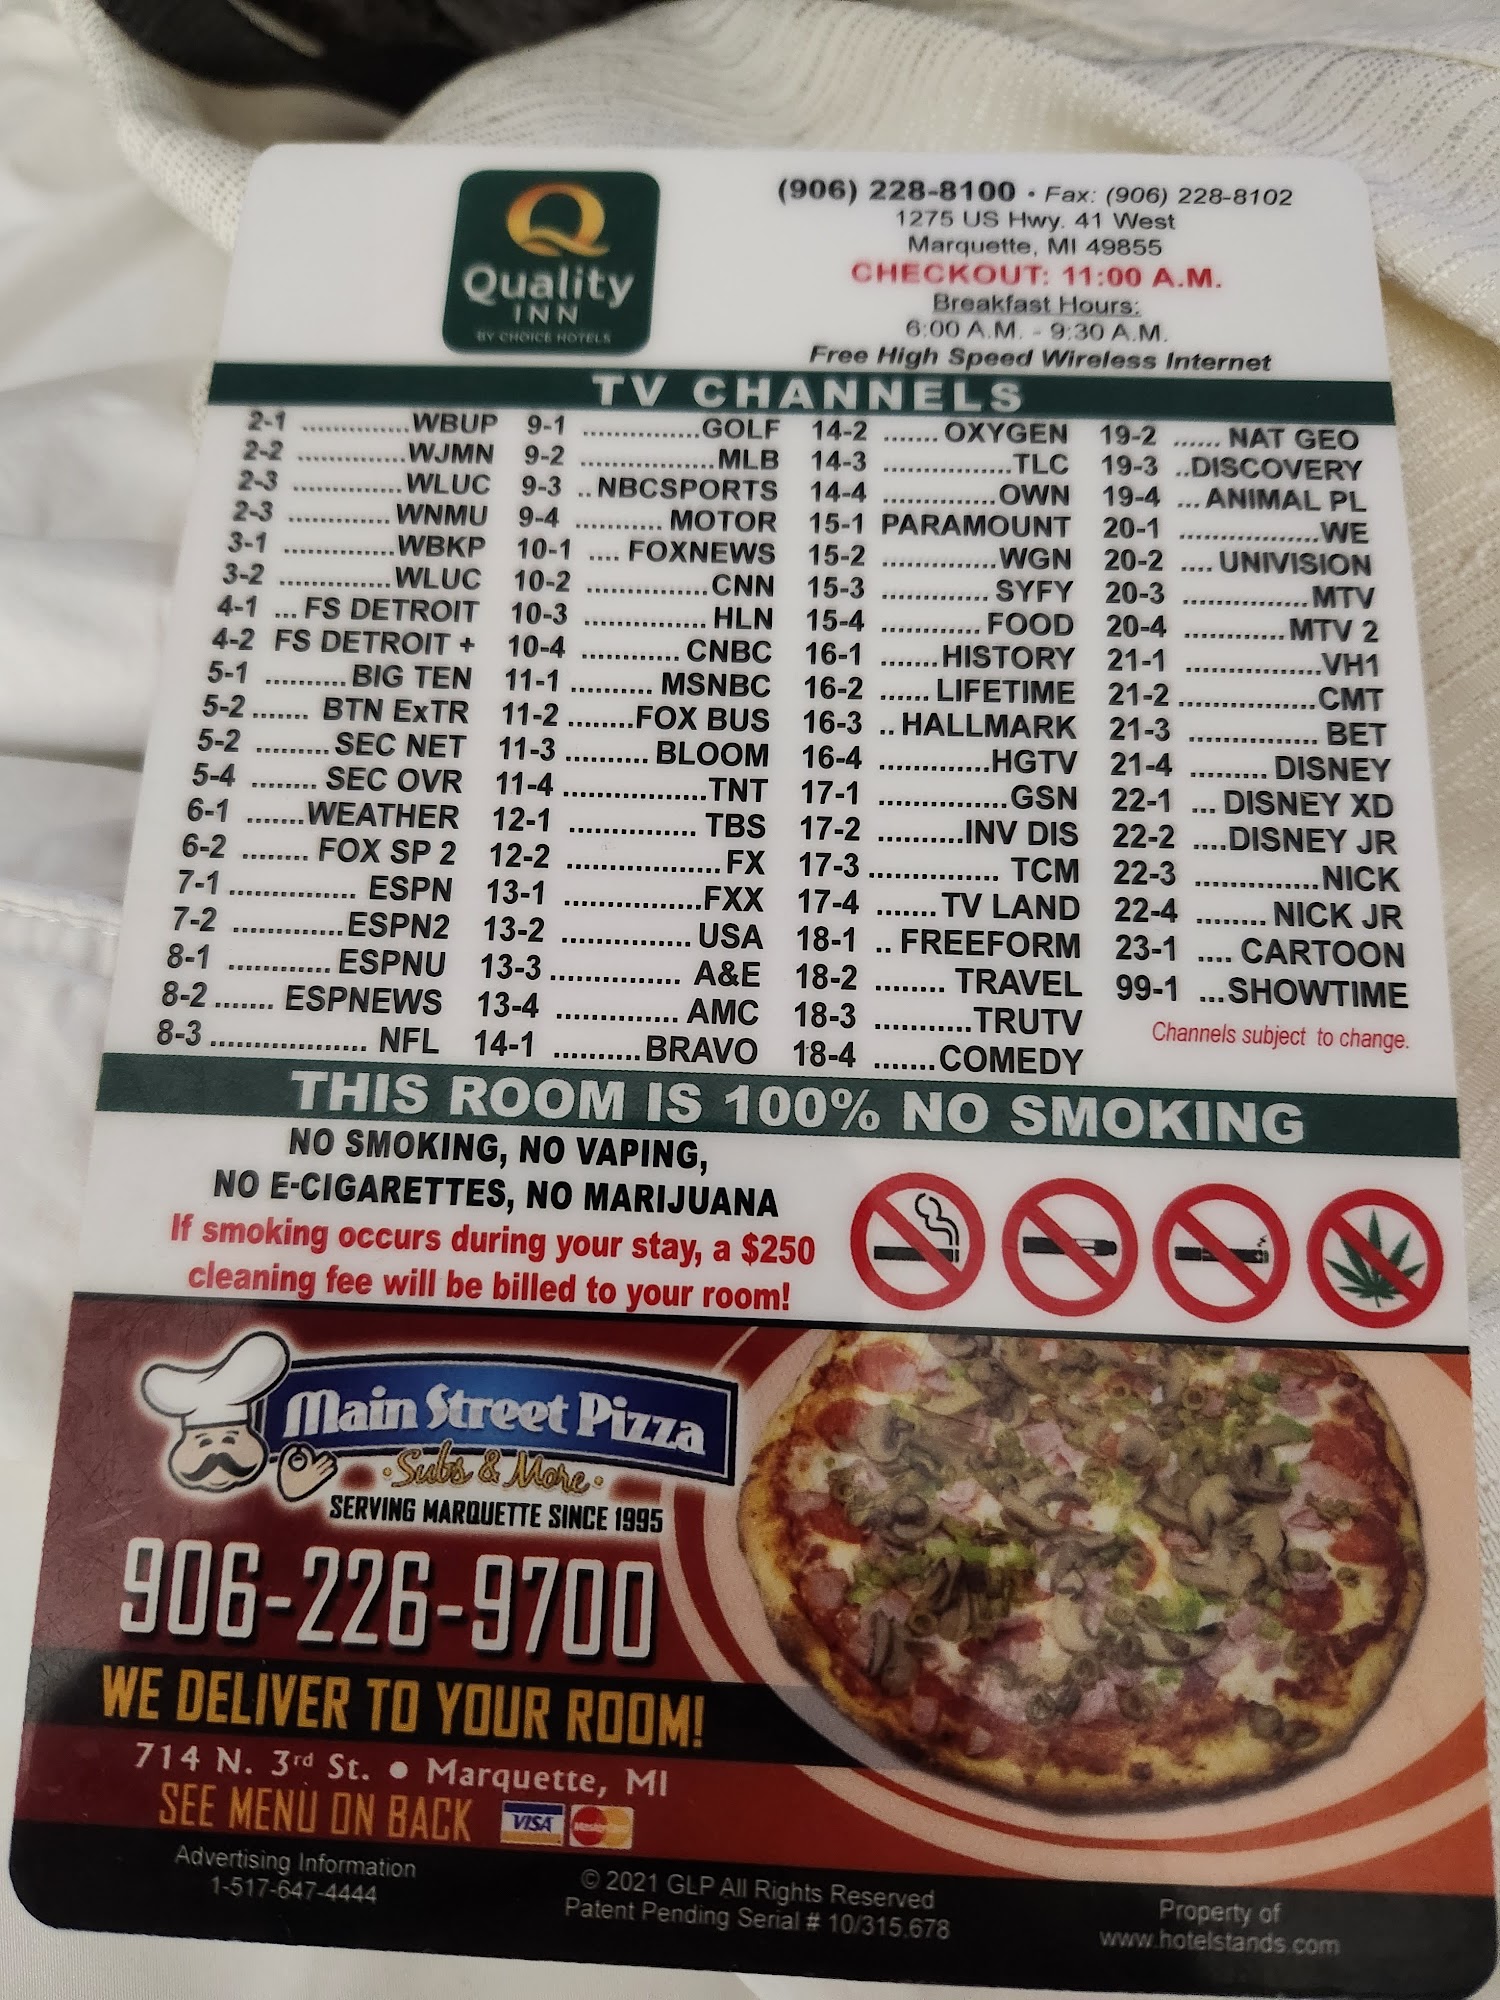 Q
Quality
INN
BY CHOICE HOTELS
(906) 228-8100 • Fax: (906) 228-8102
1275 US Hwy. 41 West
Marquette, MI 49855
CHECKOUT: 11:00 A.M.
Breakfast Hours:
6:00 A.M. - 9:30 A.M.
Free High Speed Wireless Internet
TV CHANNELS
2-1 ..............WBUP
2-2 ..............WJMN
2-3 ..............WLUC
2-3 ............. WNMU
3-1 ..............WBKP
3-2 ..............WLUC
4-1 ... FS DETROIT
4-2 FS DETROIT +
5-1 .......... BIG TEN
5-2 ....... BTN ExTR
5-2 ......... SEC NET
5-4 ........ SEC OVR
6-1 .......WEATHER
6-2 ........ FOX SP 2
7-1 ............... ESPN
7-2 .............ESPN2
8-1 ............ ESPNU
8-2 ....... ESPNEWS
8-3 .................. NFL
9-1 ..............GOLF
9-2 ................MLB
9-3 .. NBCSPORTS
9-4 ........... MOTOR
10-1 .... FOXNEWS
10-2 ...............CNN
10-3 ............... HLN
10-4 ............ CNBC
11-1 .......... MSNBC
11-2 ........FOX BUS
11-3 .......... BLOOM
11-4 .................TNT
12-1 ............... TBS
12-2 ..................FX
13-1 ................FXX
13-2 ............... USA
13-3 ............... A&E
13-4 .............. AMC
14-1 ..........BRAVO
14-2 ....... OXYGEN
14-3 ...............TLC
14-4 .............OWN
15-1 PARAMOUNT
15-2 .............WGN
15-3 ............. SYFY
15-4 ............ FOOD
16-1 .......HISTORY
16-2 ...... LIFETIME
16-3 .. HALLMARK
16-4 .............HGTV
17-1 ...............GSN
17-2 ..........INV DIS
17-3 ............... TCM
17-4 ....... TV LAND
18-1 .. FREEFORM
18-2 ........ TRAVEL
18-3 ...........TRUTV
18-4 .......COMEDY
19-2 ...... NAT GEO
19-3 ..DISCOVERY
19-4 ... ANIMAL PL
20-1 .................WE
20-2 .... UNIVISION
20-3 ...............MTV
20-4 ............MTV 2
21-1 ................VH1
21-2 ................CMT
21-3 ............... BET
21-4 ......... DISNEY
22-1 ... DISNEY XD
22-2 ....DISNEY JR
22-3 ..............NICK
22-4 ........ NICK JR
23-1 .... CARTOON
99-1 ...SHOWTIME
Channels subject to change.
THIS ROOM IS 100% NO SMOKING
NO SMOKING, NO VAPING,
NO E-CIGARETTES, NO MARIJUANA
If smoking occurs during your stay, a $250
cleaning fee will be billed to your room!
Main Street Pizza
• Subs & More •
SERVING MARQUETTE SINCE 1995
906-226-9700
WE DELIVER TO YOUR ROOM!
714 N. 3rd St. • Marquette, MI
SEE MENU ON BACK
VISA MasterCard
Advertising Information
1-517-647-4444
© 2021 GLP All Rights Reserved
Patent Pending Serial # 10/315,678
Property of
www.hotelstands.com